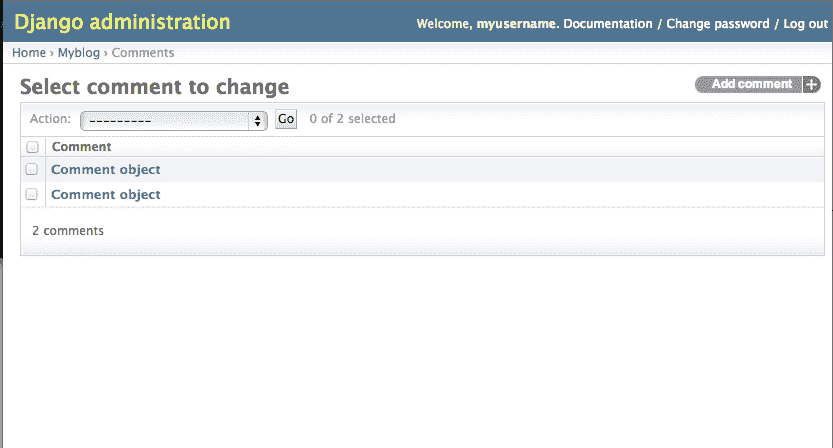 Django administration
Welcome, myusername. Documentation / Change password / Log out
Home › Myblog › Comments
Select comment to change
Add comment +
Action: --------- Go 0 of 2 selected
Comment
Comment object
Comment object
2 comments